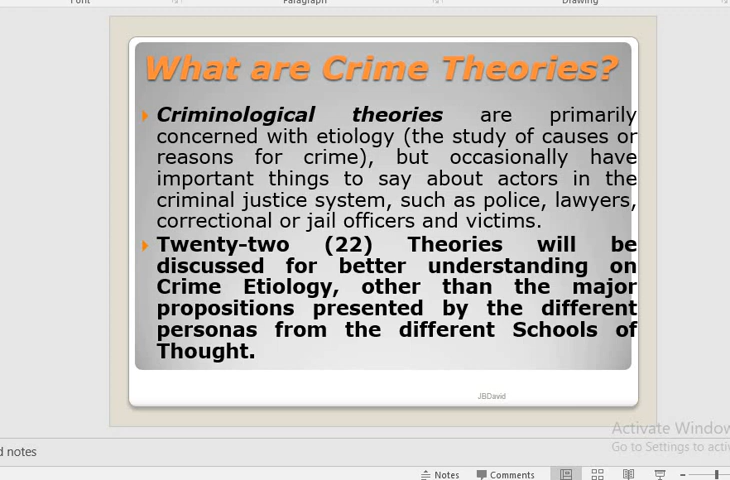 Font Paragraph Drawing
What are Crime Theories?
Criminological theories are primarily
concerned with etiology (the study of causes or
reasons for crime), but occasionally have
important things to say about actors in the
criminal justice system, such as police, lawyers,
correctional or jail officers and victims.
Twenty-two (22) Theories will be
discussed for better understanding on
Crime Etiology, other than the major
propositions presented by the different
personas from the different Schools of
Thought.
JBDavid
Activate Window
Go to Settings to activ
d notes
Notes Comments